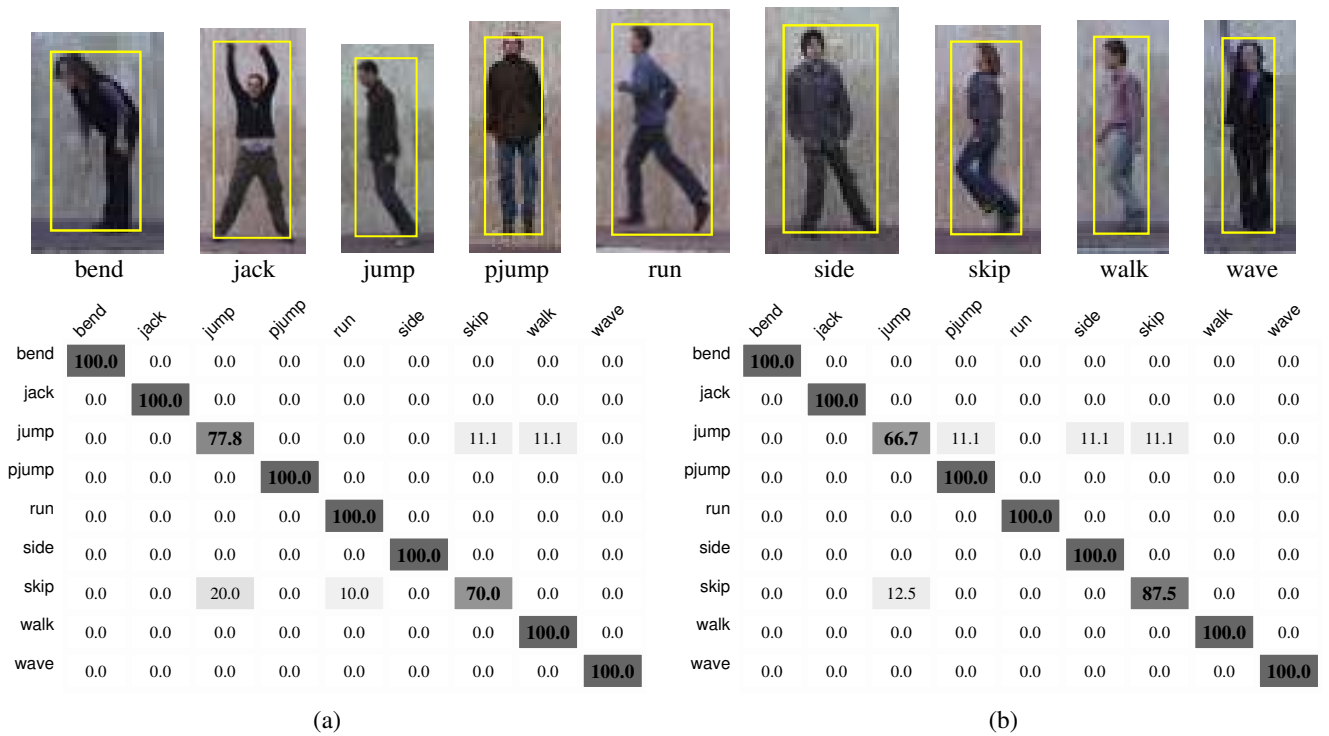 bend jack jump pjump run side skip walk wave
bend jack jump pjump run side skip walk wave
bend 100.0 0.0 0.0 0.0 0.0 0.0 0.0 0.0 0.0
jack 0.0 100.0 0.0 0.0 0.0 0.0 0.0 0.0 0.0
jump 0.0 0.0 77.8 0.0 0.0 0.0 11.1 11.1 0.0
pjump 0.0 0.0 0.0 100.0 0.0 0.0 0.0 0.0 0.0
run 0.0 0.0 0.0 0.0 100.0 0.0 0.0 0.0 0.0
side 0.0 0.0 0.0 0.0 0.0 100.0 0.0 0.0 0.0
skip 0.0 0.0 20.0 0.0 10.0 0.0 70.0 0.0 0.0
walk 0.0 0.0 0.0 0.0 0.0 0.0 0.0 100.0 0.0
wave 0.0 0.0 0.0 0.0 0.0 0.0 0.0 0.0 100.0
(a)
bend jack jump pjump run side skip walk wave
bend 100.0 0.0 0.0 0.0 0.0 0.0 0.0 0.0 0.0
jack 0.0 100.0 0.0 0.0 0.0 0.0 0.0 0.0 0.0
jump 0.0 0.0 66.7 11.1 0.0 11.1 11.1 0.0 0.0
pjump 0.0 0.0 0.0 100.0 0.0 0.0 0.0 0.0 0.0
run 0.0 0.0 0.0 0.0 100.0 0.0 0.0 0.0 0.0
side 0.0 0.0 0.0 0.0 0.0 100.0 0.0 0.0 0.0
skip 0.0 0.0 12.5 0.0 0.0 0.0 87.5 0.0 0.0
walk 0.0 0.0 0.0 0.0 0.0 0.0 0.0 100.0 0.0
wave 0.0 0.0 0.0 0.0 0.0 0.0 0.0 0.0 100.0
(b)